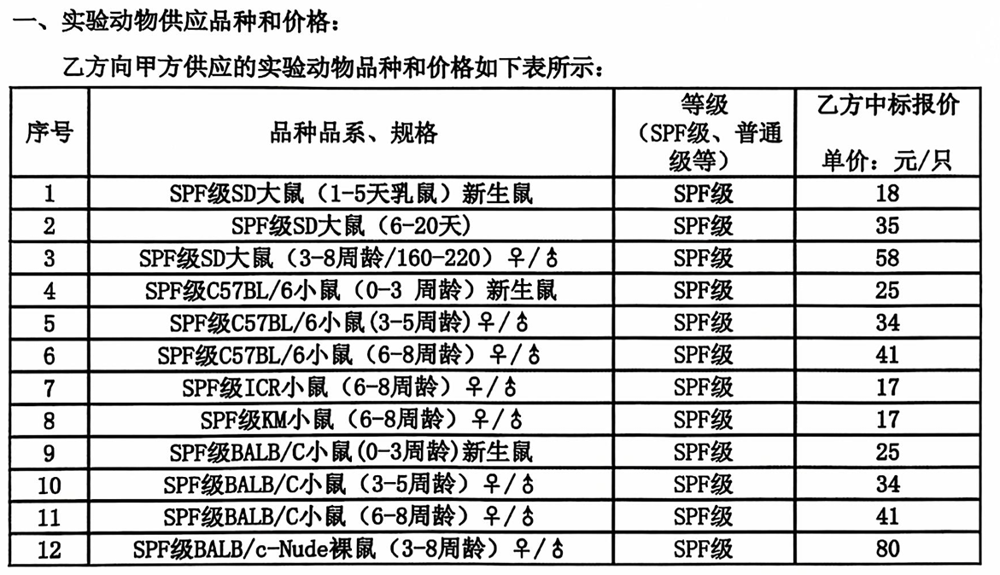 一、实验动物供应品种和价格：
乙方向甲方供应的实验动物品种和价格如下表所示：
序号 品种品系、规格 等级（SPF级、普通级等） 乙方中标报价 单价：元/只
1 SPF级SD大鼠（1-5天乳鼠）新生鼠 SPF级 18
2 SPF级SD大鼠（6-20天) SPF级 35
3 SPF级SD大鼠（3-8周龄/160-220）♀/♂ SPF级 58
4 SPF级C57BL/6小鼠（0-3 周龄）新生鼠 SPF级 25
5 SPF级C57BL/6小鼠(3-5周龄)♀/♂ SPF级 34
6 SPF级C57BL/6小鼠（6-8周龄）♀/♂ SPF级 41
7 SPF级ICR小鼠（6-8周龄）♀/♂ SPF级 17
8 SPF级KM小鼠（6-8周龄）♀/♂ SPF级 17
9 SPF级BALB/C小鼠(0-3周龄)新生鼠 SPF级 25
10 SPF级BALB/C小鼠（3-5周龄）♀/♂ SPF级 34
11 SPF级BALB/C小鼠（6-8周龄）♀/♂ SPF级 41
12 SPF级BALB/c-Nude裸鼠（3-8周龄）♀/♂ SPF级 80